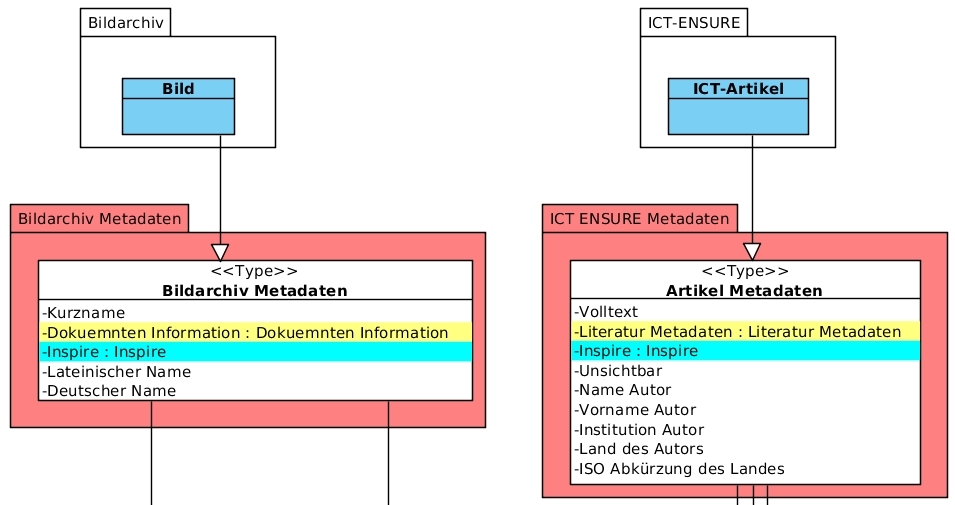 Bildarchiv
Bild
Bildarchiv Metadaten
<<Type>>
Bildarchiv Metadaten
-Kurzname
-Dokuemnten Information : Dokuemnten Information
-Inspire : Inspire
-Lateinischer Name
-Deutscher Name
ICT-ENSURE
ICT-Artikel
ICT ENSURE Metadaten
<<Type>>
Artikel Metadaten
-Volltext
-Literatur Metadaten : Literatur Metadaten
-Inspire : Inspire
-Unsichtbar
-Name Autor
-Vorname Autor
-Institution Autor
-Land des Autors
-ISO Abkürzung des Landes